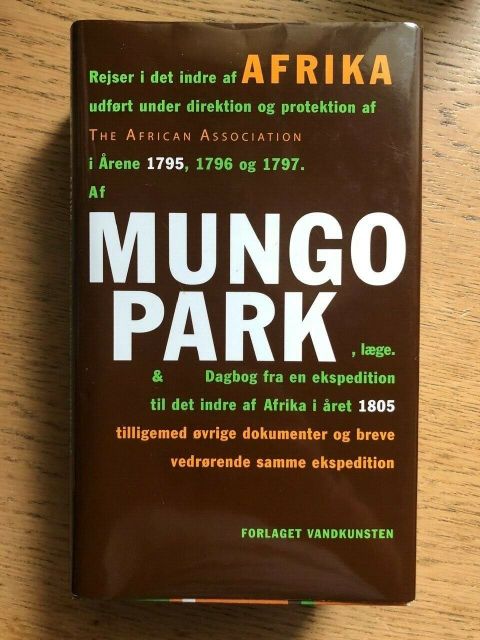 Rejser i det indre af AFRIKA
udført under direktion og protektion af
THE AFRICAN ASSOCIATION
i Årene 1795, 1796 og 1797.
Af
MUNGO
PARK, læge.
& Dagbog fra en ekspedition
til det indre af Afrika i året 1805
tilligemed øvrige dokumenter og breve
vedrørende samme ekspedition
FORLAGET VANDKUNSTEN